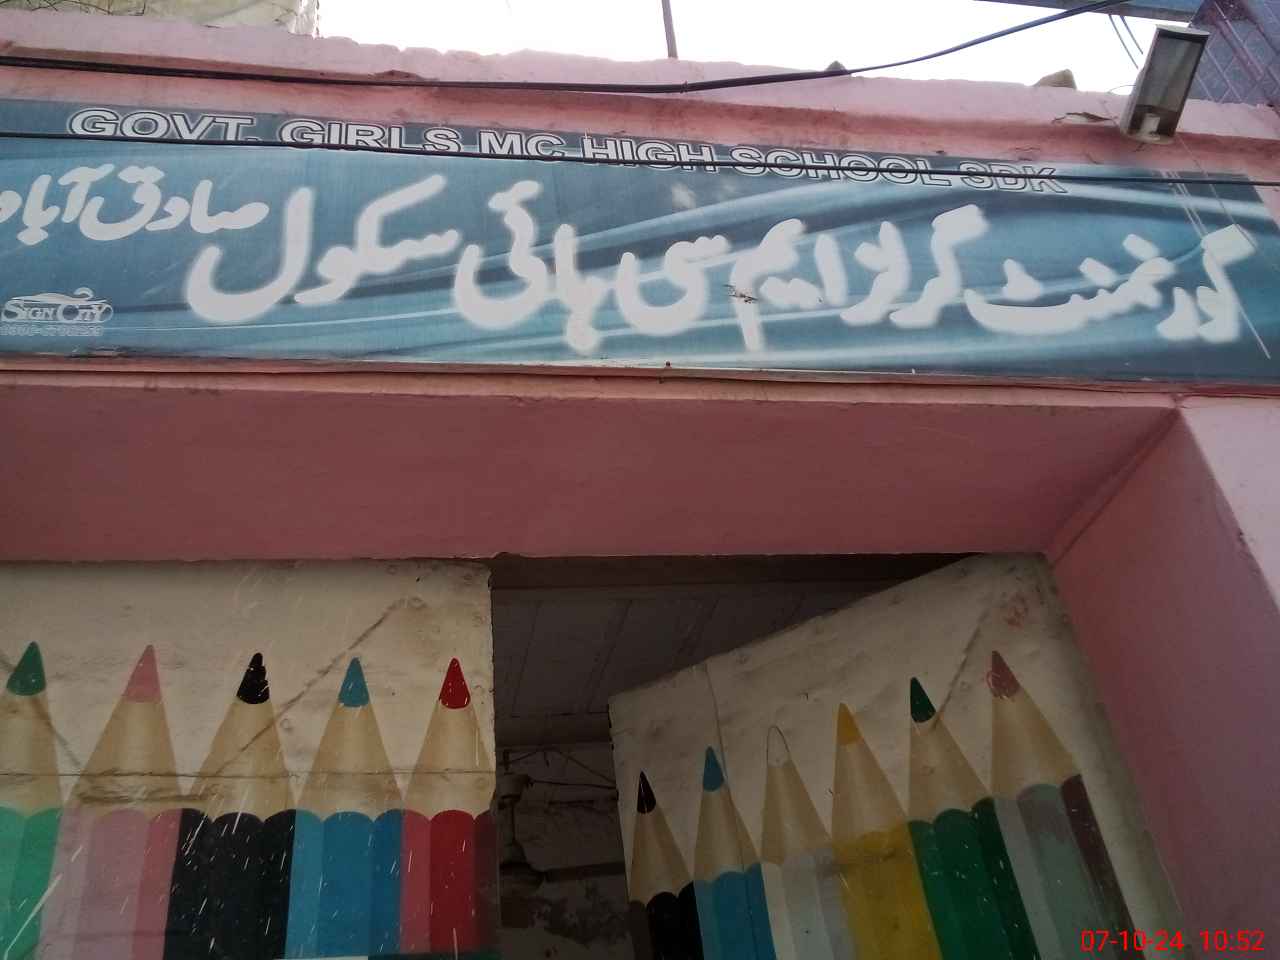 GOVT. GIRLS MC HIGH SCHOOL SDK
گورنمنٹ گرلز ایم سی ہائی سکول صادق آباد
SIGN CITY
07-10-24 10:52